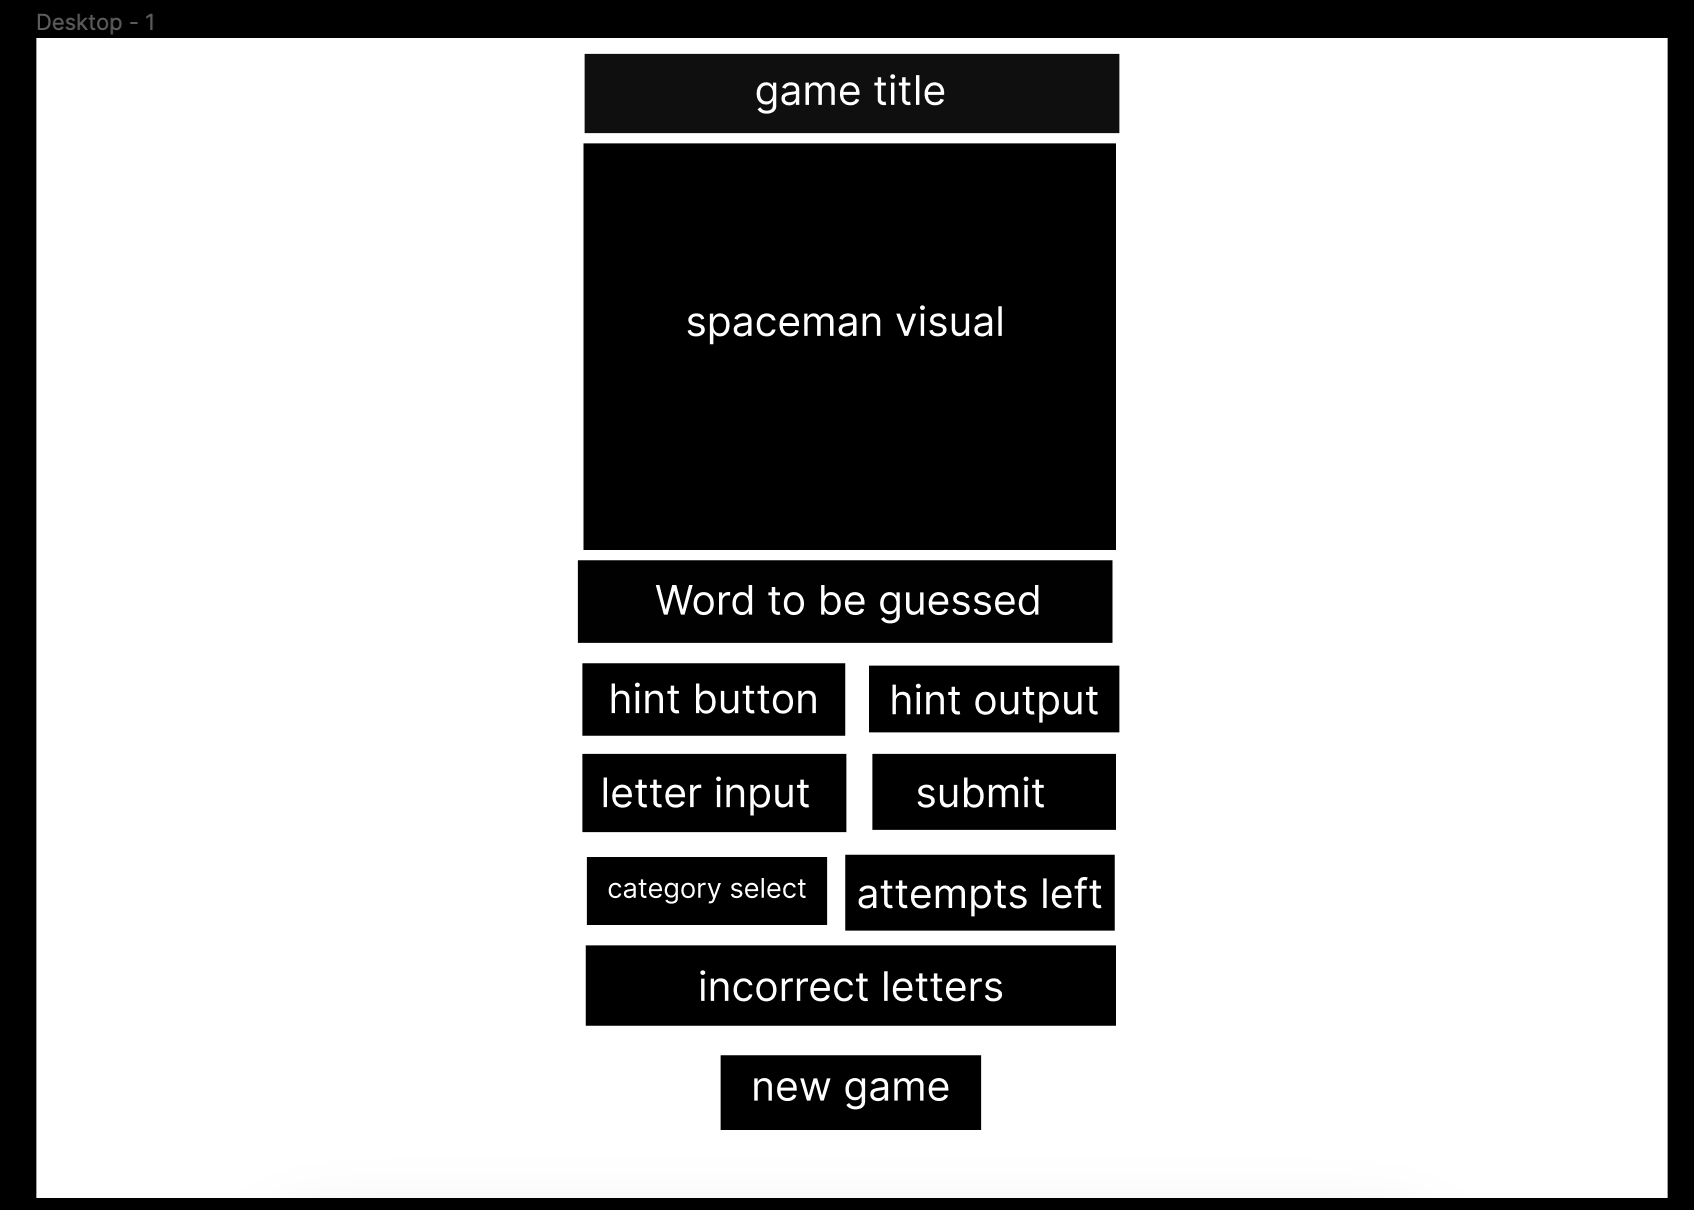 Desktop - 1
game title
spaceman visual
Word to be guessed
hint button
hint output
letter input
submit
category select
attempts left
incorrect letters
new game